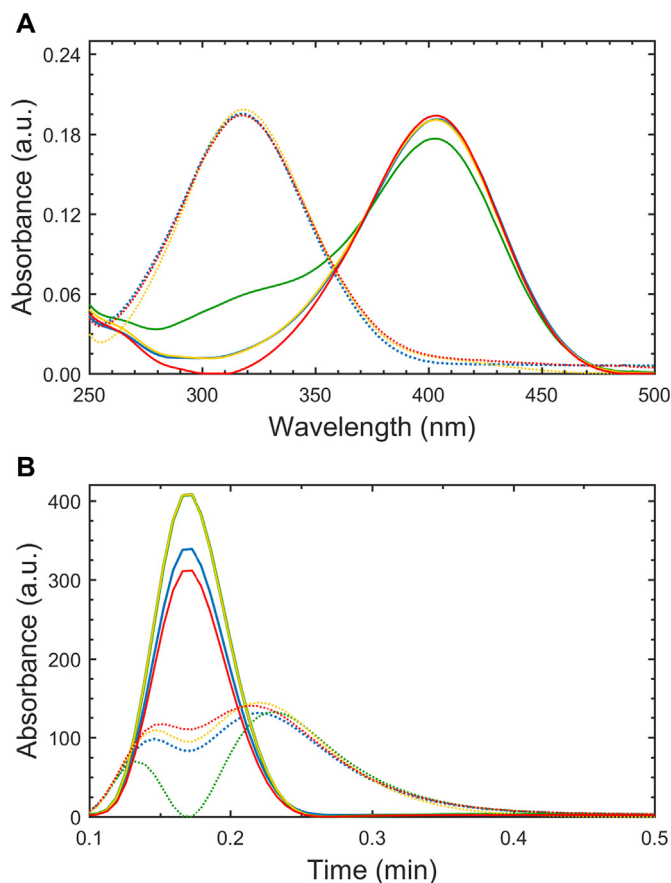 A
0.24
0.18
0.12
0.06
0.00
Absorbance (a.u.)
250 300 350 400 450 500
Wavelength (nm)
B
400
300
200
100
0
Absorbance (a.u.)
0.1 0.2 0.3 0.4 0.5
Time (min)